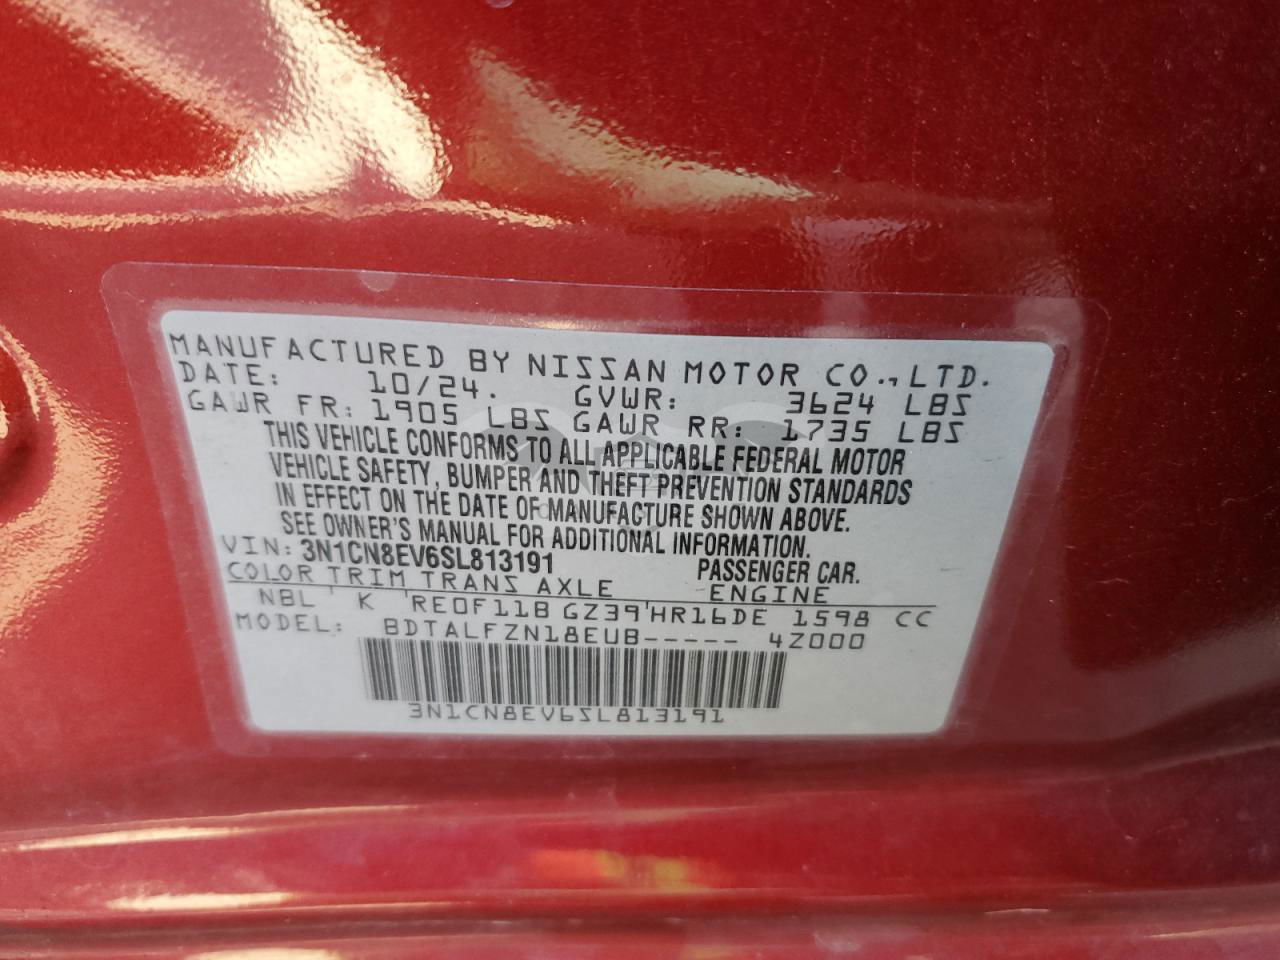 MANUFACTURED BY NISSAN MOTOR CO., LTD.
DATE: 10/24. GVWR: 3624 LBS
GAWR FR: 1905 LBS GAWR RR: 1735 LBS
THIS VEHICLE CONFORMS TO ALL APPLICABLE FEDERAL MOTOR
VEHICLE SAFETY, BUMPER AND THEFT PREVENTION STANDARDS
IN EFFECT ON THE DATE OF MANUFACTURE SHOWN ABOVE.
SEE OWNER'S MANUAL FOR ADDITIONAL INFORMATION.
VIN: 3N1CN8EV6SL813191 PASSENGER CAR.
COLOR TRIM TRANS AXLE ENGINE
NBL K RE0F11B GZ39 HR16DE 1598 CC
MODEL: BDTALFZN18EUB----- 4Z000
3N1CN8EV6SL813191